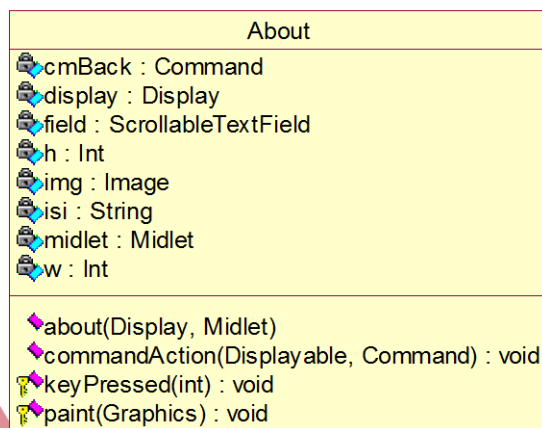 About
cmBack : Command
display : Display
field : ScrollableTextField
h : Int
img : Image
isi : String
midlet : Midlet
w : Int
about(Display, Midlet)
commandAction(Displayable, Command) : void
keyPressed(int) : void
paint(Graphics) : void